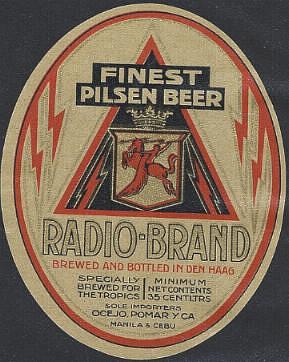 FINEST
PILSEN BEER
RADIO-BRAND
BREWED AND BOTTLED IN DEN HAAG
SPECIALLY
BREWED FOR
THE TROPICS
MINIMUM
NET CONTENTS
35 CENTLTRS
SOLE IMPORTERS
OCEJO, POMAR Y CA
MANILA & CEBU